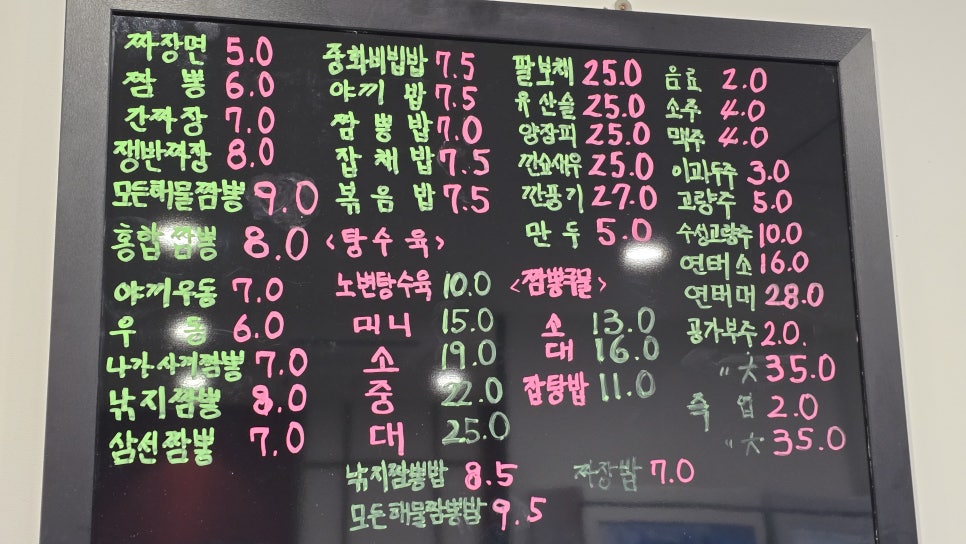 짜장면 5.0
짬 뽕 6.0
간짜장 7.0
쟁반짜장 8.0
모든해물짬뽕 9.0
홍합짬뽕 8.0
야끼우동 7.0
우 동 6.0
나가사끼짬뽕 7.0
낚지짬뽕 8.0
삼선짬뽕 7.0
중화비빔밥 7.5
야끼 밥 7.5
짬뽕밥 7.0
잡채밥 7.5
볶음밥 7.5
<탕수육>
노변탕수육 10.0
미니 15.0
소 19.0
중 22.0
대 25.0
낚지짬뽕밥 8.5
모든해물짬뽕밥 9.5
팔보채 25.0
유산슬 25.0
양장피 25.0
깐쇼새우 25.0
깐풍기 27.0
만두 5.0
<짬뽕국물>
소 13.0
대 16.0
잡탕밥 11.0
짜장밥 7.0
음료 2.0
소주 4.0
맥주 4.0
이과두주 3.0
고량주 5.0
수성고량주 10.0
연태소 16.0
연태대 28.0
공가부주 2.0.
〃 大 35.0
죽엽 2.0
〃 大 35.0